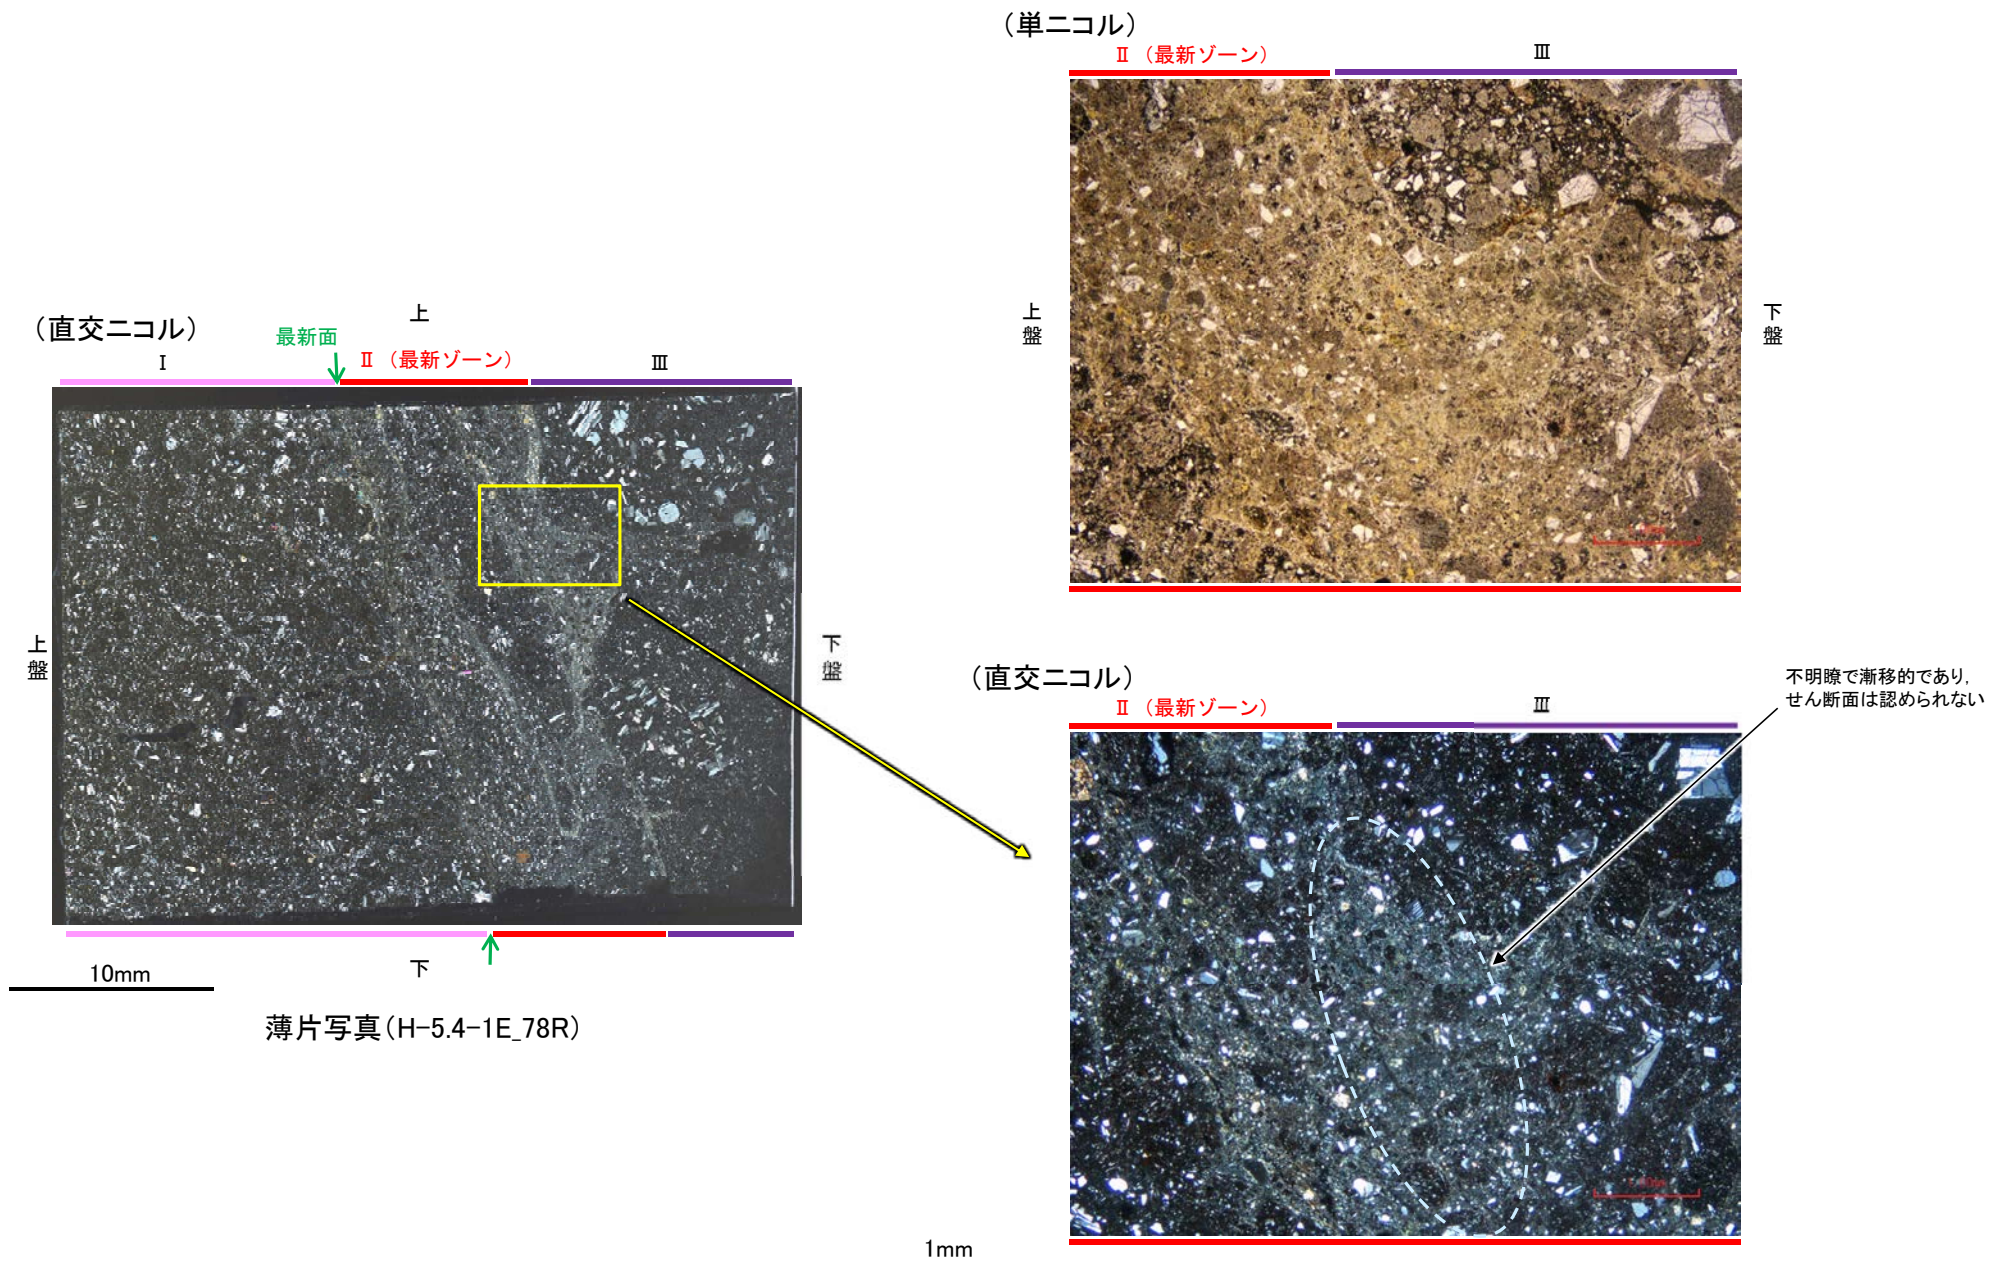 （単ニコル）
Ⅱ（最新ゾーン）
Ⅲ
上盤
下盤
（直交ニコル）
最新面
上
Ⅰ
Ⅱ（最新ゾーン）
Ⅲ
上盤
下盤
下
10mm
薄片写真（H-5.4-1E_78R）
（直交ニコル）
Ⅱ（最新ゾーン）
Ⅲ
不明瞭で漸移的であり，
せん断面は認められない
1mm